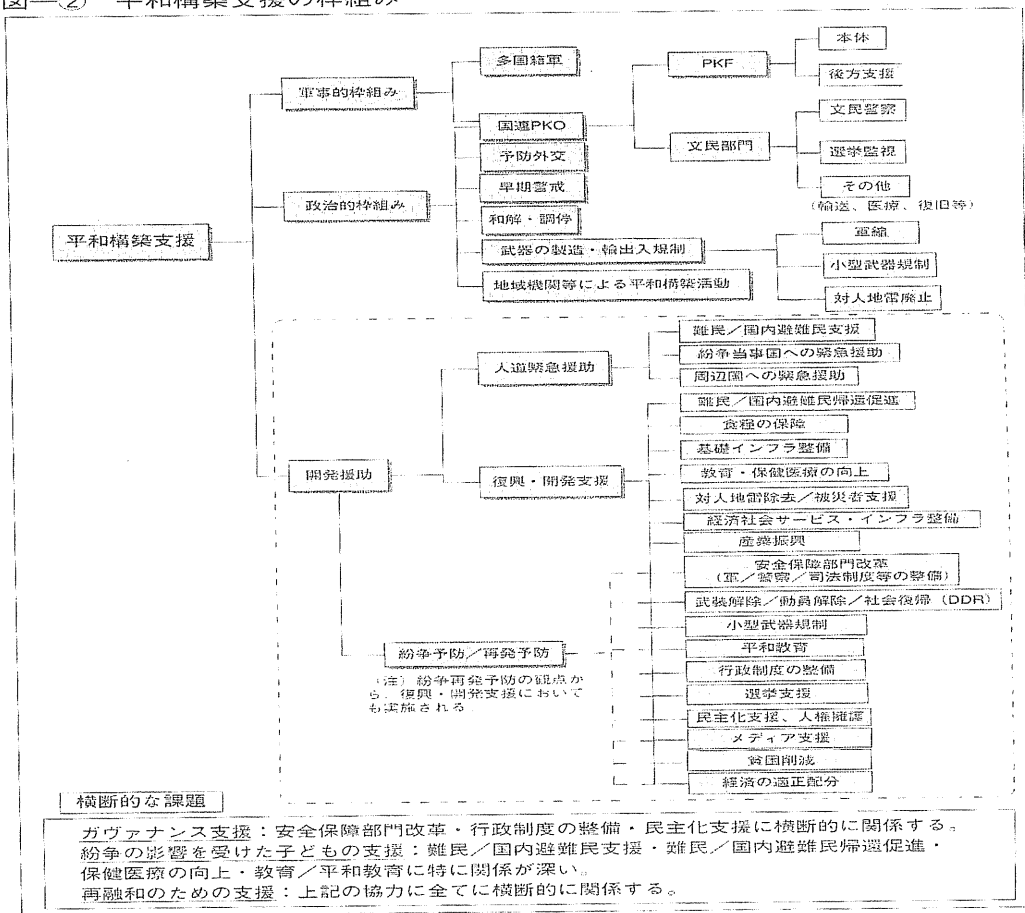 図―② 平和構築支援の枠組み
平和構築支援
軍事的枠組み
多国籍軍
国連PKO
PKF
本体
後方支援
文民部門
文民警察
選挙監視
その他
(輸送、医療、復旧等)
政治的枠組み
予防外交
早期警戒
和解・調停
武器の製造・輸出入規制
軍縮
小型武器規制
対人地雷廃止
地域機関等による平和構築活動
開発援助
人道緊急援助
難民/国内避難民支援
紛争当事国への緊急援助
周辺国への緊急援助
復興・開発支援
難民/国内避難民帰還促進
食糧の保障
基礎インフラ整備
教育・保健医療の向上
対人地雷除去/被災者支援
経済社会サービス・インフラ整備
産業振興
安全保障部門改革
(軍/警察/司法制度等の整備)
武装解除/動員解除/社会復帰(DDR)
小型武器規制
平和教育
行政制度の整備
選挙支援
民主化支援、人権擁護
メディア支援
貧困削減
経済の適正配分
紛争予防/再発予防
(注)紛争再発予防の観点か
ら、復興・開発支援において
も実施される
横断的な課題
ガヴァナンス支援:安全保障部門改革・行政制度の整備・民主化支援に横断的に関係する。
紛争の影響を受けた子どもの支援:難民/国内避難民支援・難民/国内避難民帰還促進・
保健医療の向上・教育/平和教育に特に関係が深い。
再融和のための支援:上記の協力に全てに横断的に関係する。